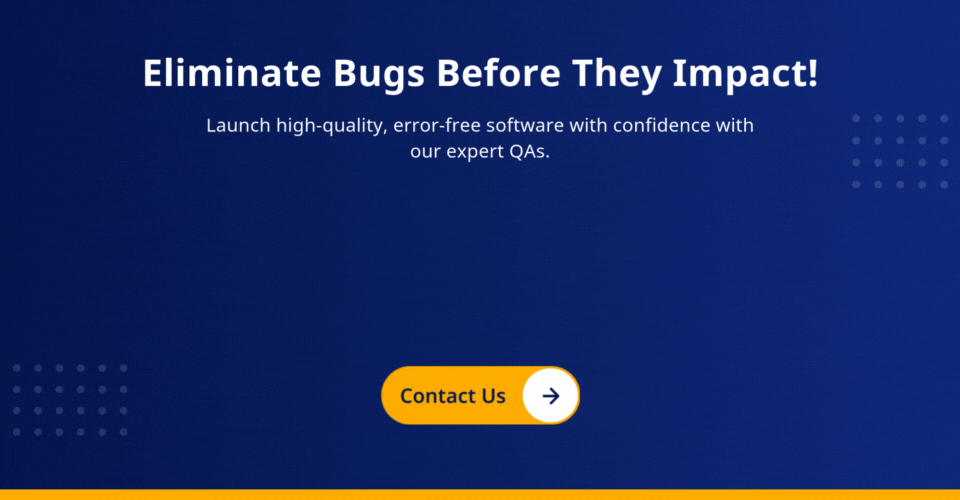 Eliminate Bugs Before They Impact!
Launch high-quality, error-free software with confidence with
our expert QAs.
Contact Us